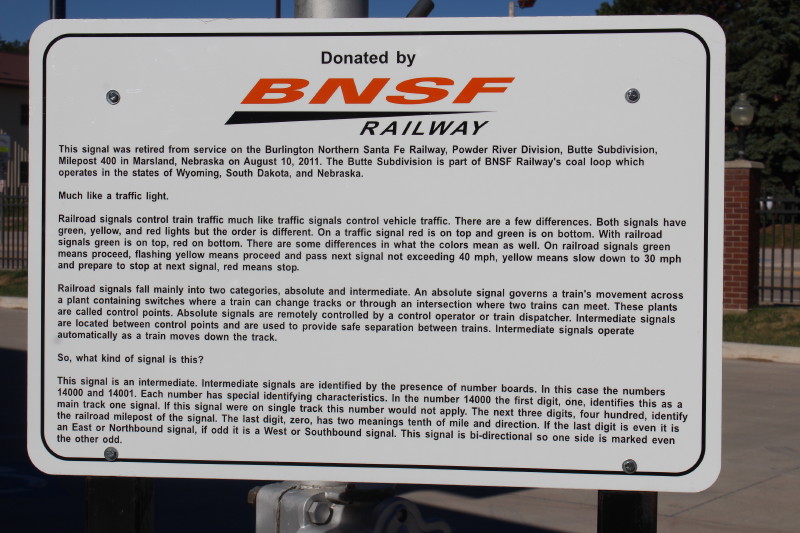 Donated by
BNSF
RAILWAY
This signal was retired from service on the Burlington Northern Santa Fe Railway, Powder River Division, Butte Subdivision,
Milepost 400 in Marsland, Nebraska on August 10, 2011. The Butte Subdivision is part of BNSF Railway's coal loop which
operates in the states of Wyoming, South Dakota, and Nebraska.
Much like a traffic light.
Railroad signals control train traffic much like traffic signals control vehicle traffic. There are a few differences. Both signals have
green, yellow, and red lights but the order is different. On a traffic signal red is on top and green is on bottom. With railroad
signals green is on top, red on bottom. There are some differences in what the colors mean as well. On railroad signals green
means proceed, flashing yellow means proceed and pass next signal not exceeding 40 mph, yellow means slow down to 30 mph
and prepare to stop at next signal, red means stop.
Railroad signals fall mainly into two categories, absolute and intermediate. An absolute signal governs a train's movement across
a plant containing switches where a train can change tracks or through an intersection where two trains can meet. These plants
are called control points. Absolute signals are remotely controlled by a control operator or train dispatcher. Intermediate signals
are located between control points and are used to provide safe separation between trains. Intermediate signals operate
automatically as a train moves down the track.
So, what kind of signal is this?
This signal is an intermediate. Intermediate signals are identified by the presence of number boards. In this case the numbers
14000 and 14001. Each number has special identifying characteristics. In the number 14000 the first digit, one, identifies this as a
main track one signal. If this signal were on single track this number would not apply. The next three digits, four hundred, identify
the railroad milepost of the signal. The last digit, zero, has two meanings tenth of mile and direction. If the last digit is even it is
an East or Northbound signal, if odd it is a West or Southbound signal. This signal is bi-directional so one side is marked even
the other odd.